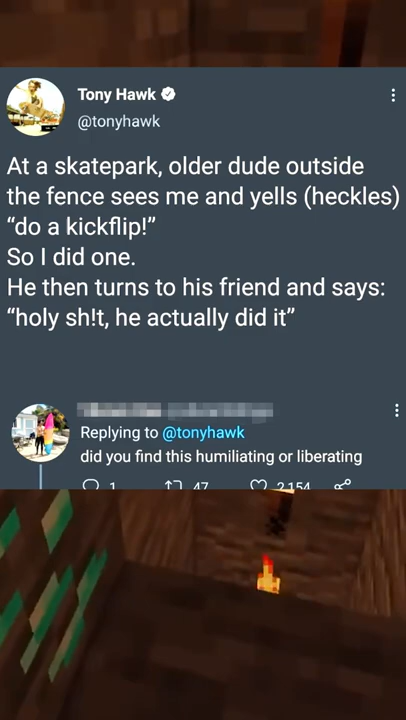 Tony Hawk
@tonyhawk
At a skatepark, older dude outside
the fence sees me and yells (heckles)
“do a kickflip!”
So I did one.
He then turns to his friend and says:
“holy sh!t, he actually did it”
Replying to @tonyhawk
did you find this humiliating or liberating
1 47 2,154